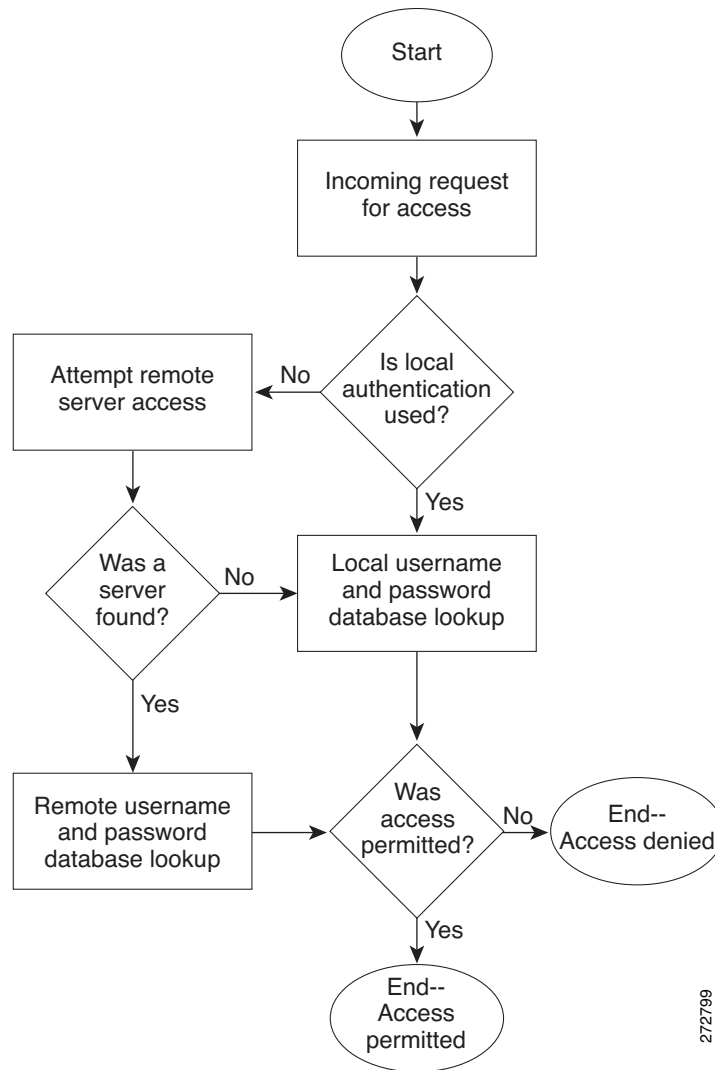 Start
Incoming request
for access
Is local
authentication
used?
No
Attempt remote
server access
Yes
Was a
server
found?
No
Local username
and password
database lookup
Yes
Remote username
and password
database lookup
Was
access
permitted?
No
End--
Access denied
Yes
End--
Access
permitted
272799